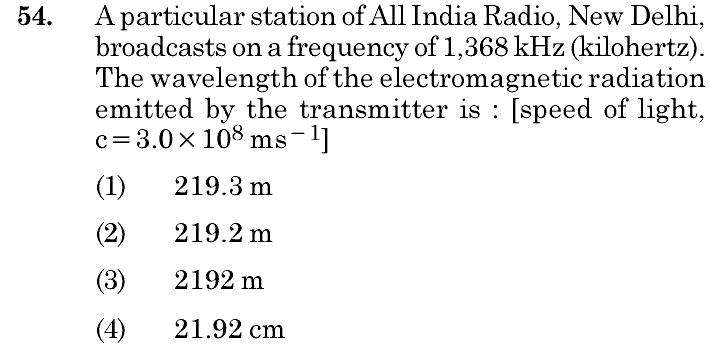 54. A particular station of All India Radio, New Delhi,
broadcasts on a frequency of 1,368 kHz (kilohertz).
The wavelength of the electromagnetic radiation
emitted by the transmitter is : [speed of light,
c = 3.0 × 10⁸ ms⁻¹]
(1) 219.3 m
(2) 219.2 m
(3) 2192 m
(4) 21.92 cm